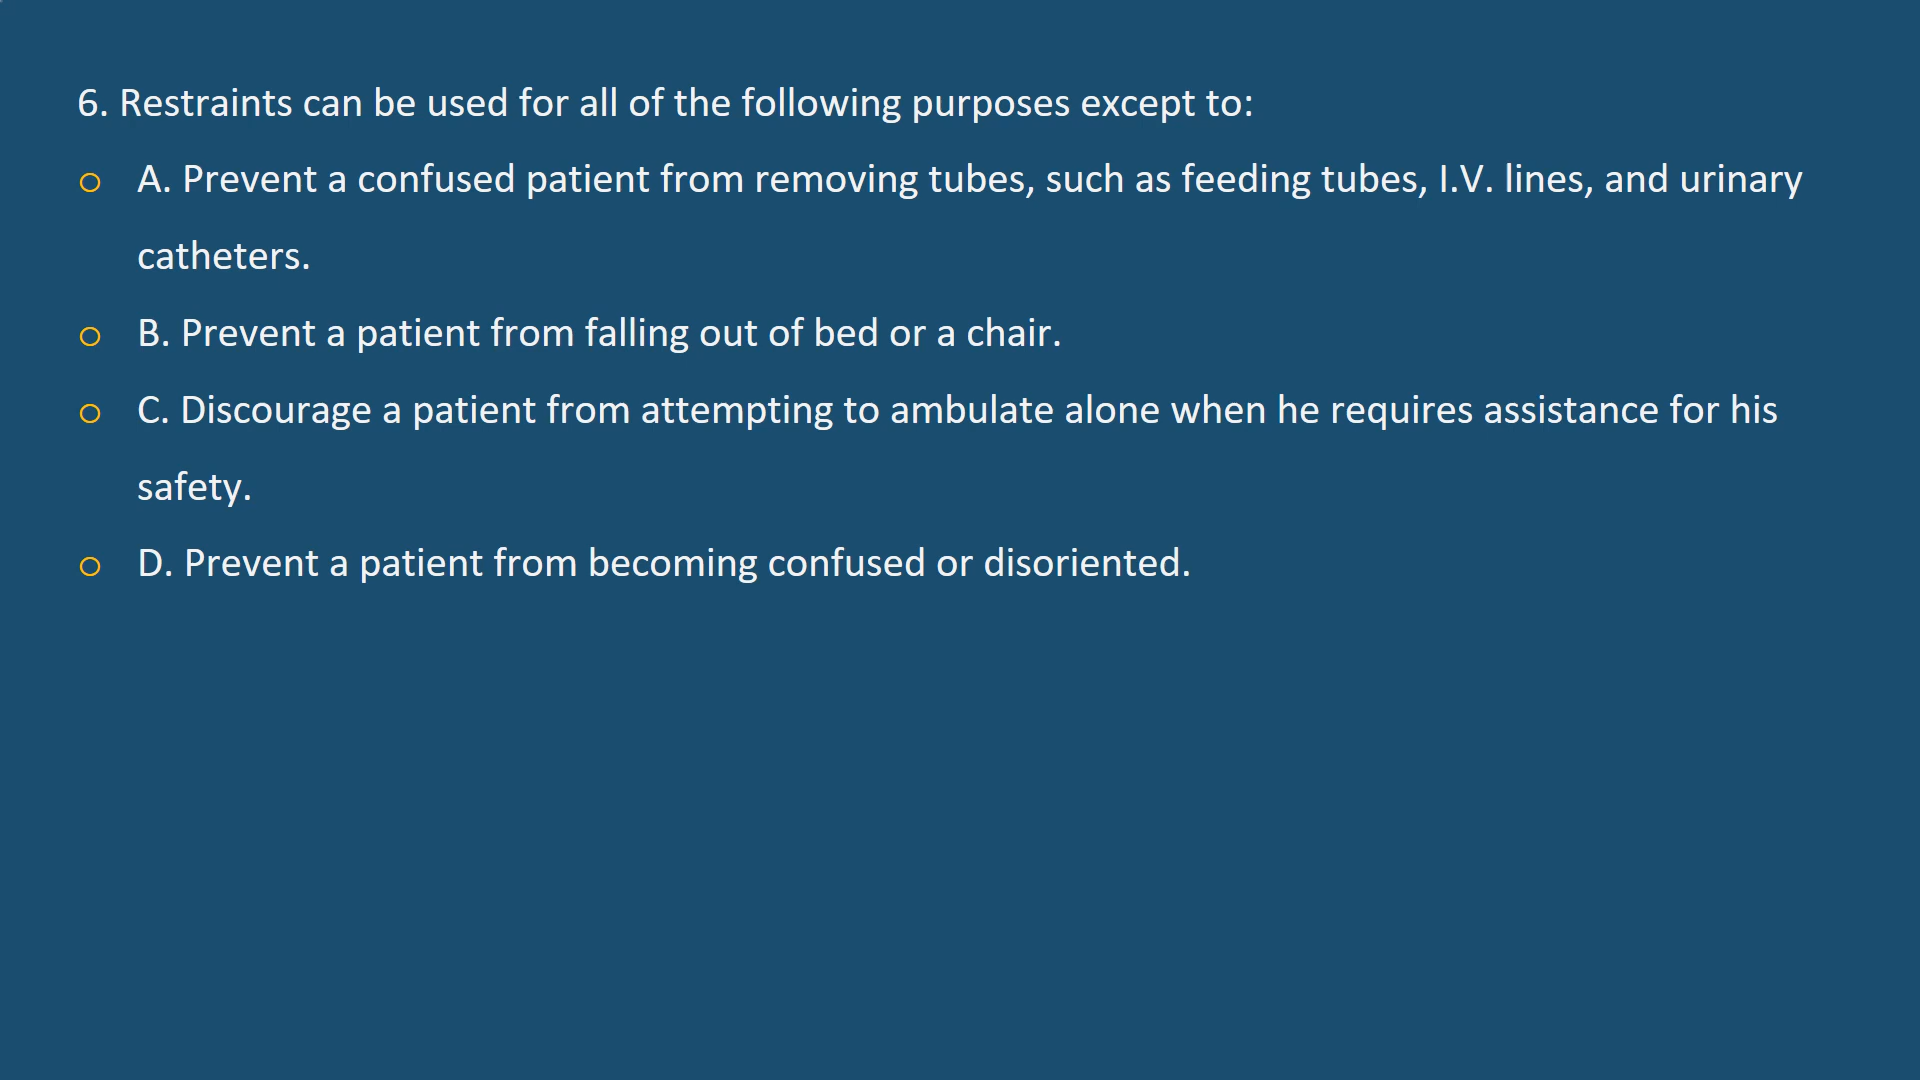 6. Restraints can be used for all of the following purposes except to:
o A. Prevent a confused patient from removing tubes, such as feeding tubes, I.V. lines, and urinary
catheters.
o B. Prevent a patient from falling out of bed or a chair.
o C. Discourage a patient from attempting to ambulate alone when he requires assistance for his
safety.
o D. Prevent a patient from becoming confused or disoriented.